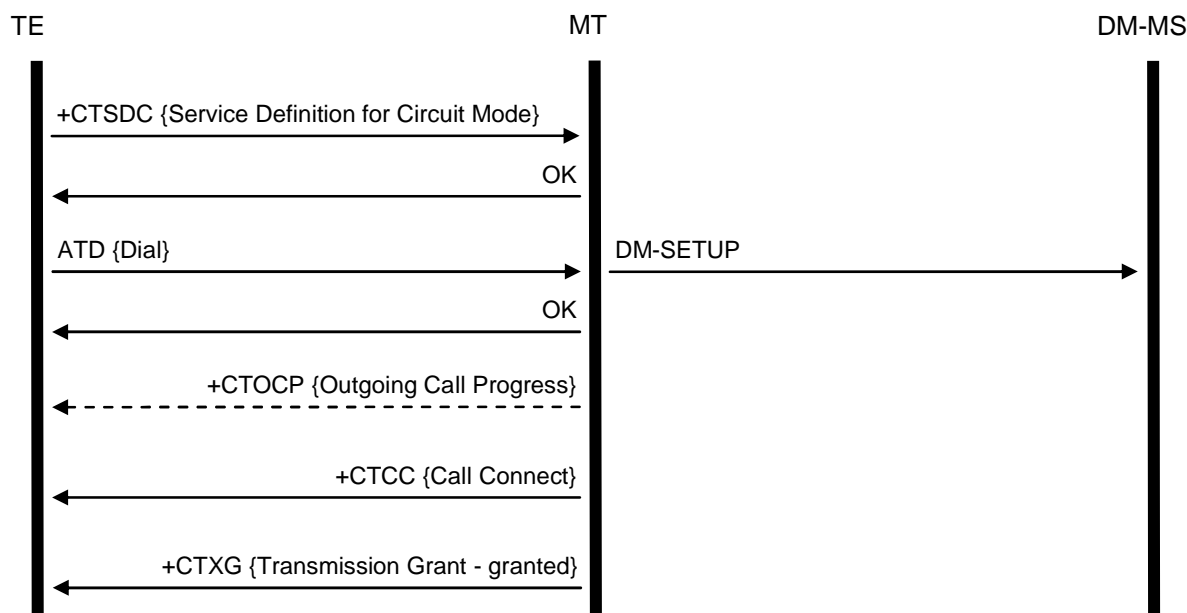 TE MT DM-MS
+CTSDC {Service Definition for Circuit Mode}
OK
ATD {Dial} DM-SETUP
OK
+CTOCP {Outgoing Call Progress}
+CTCC {Call Connect}
+CTXG {Transmission Grant - granted}